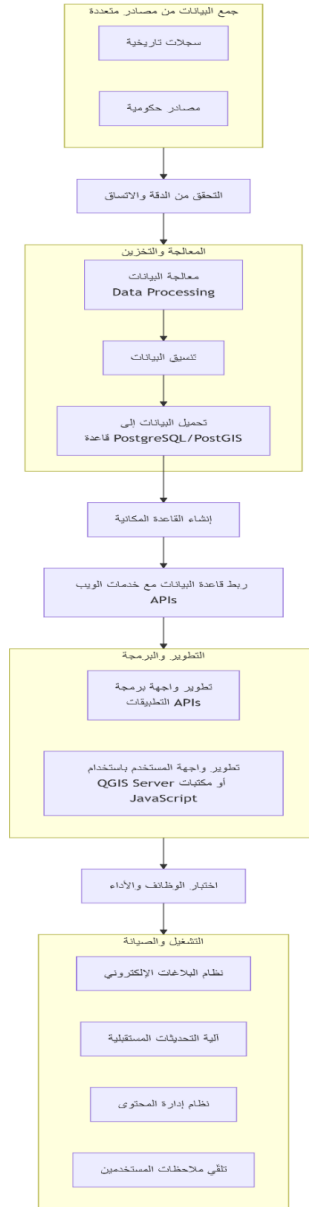 جمع البيانات من مصادر متعددة
سجلات تاريخية
مصادر حكومية
التحقق من الدقة والاتساق
المعالجة والتخزين
معالجة البيانات
Data Processing
تنسيق البيانات
تحميل البيانات إلى
قاعدة PostgreSQL/PostGIS
إنشاء القاعدة المكانية
ربط قاعدة البيانات مع خدمات الويب
APIs
التطوير والبرمجة
تطوير واجهة برمجة
التطبيقات APIs
تطوير واجهة المستخدم باستخدام
QGIS Server أو مكتبات
JavaScript
اختبار الوظائف والأداء
التشغيل والصيانة
نظام البلاغات الإلكتروني
آلية التحديثات المستقبلية
نظام إدارة المحتوى
تلقّي ملاحظات المستخدمين